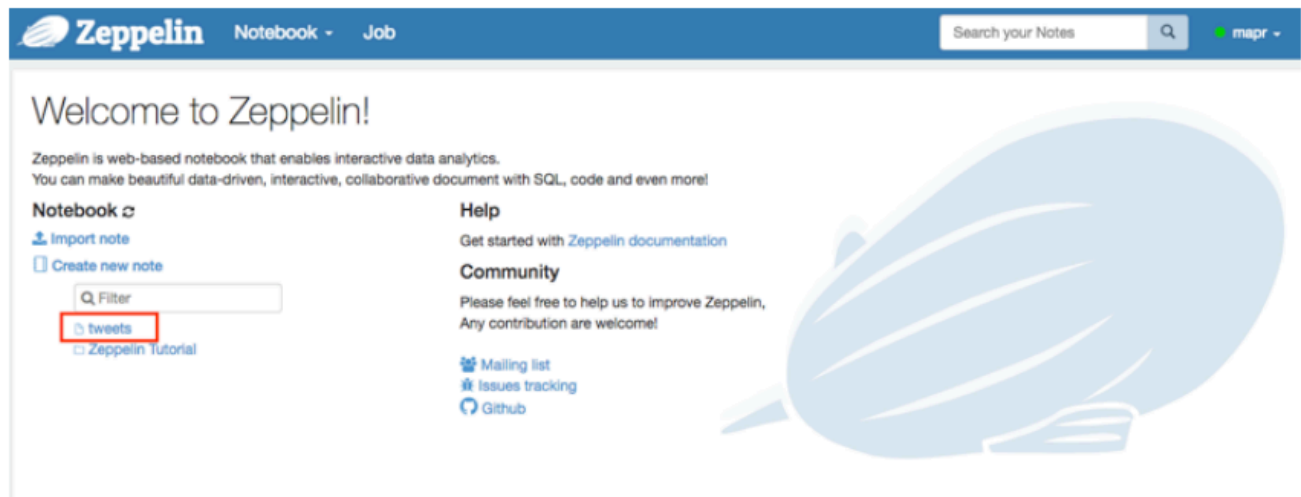 Zeppelin Notebook Job Search your Notes mapr
Welcome to Zeppelin!
Zeppelin is web-based notebook that enables interactive data analytics.
You can make beautiful data-driven, interactive, collaborative document with SQL, code and even more!
Notebook
Import note
Create new note
Filter
tweets
Zeppelin Tutorial
Help
Get started with Zeppelin documentation
Community
Please feel free to help us to improve Zeppelin,
Any contribution are welcome!
Mailing list
Issues tracking
Github